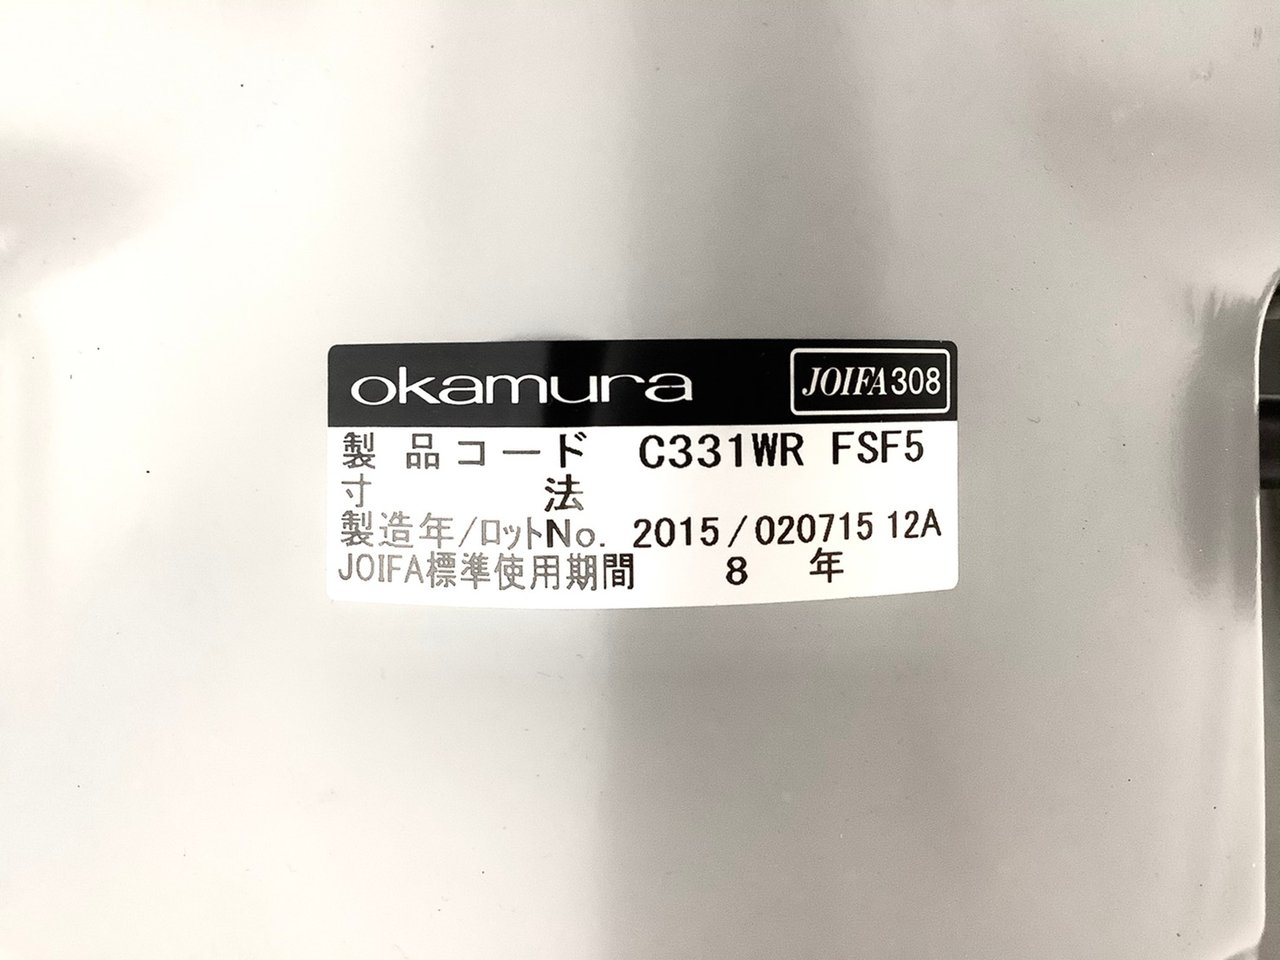 okamura JOIFA308
製品コード C331WR FSF5
寸法
製造年/ロットNo. 2015/020715 12A
JOIFA標準使用期間 8 年